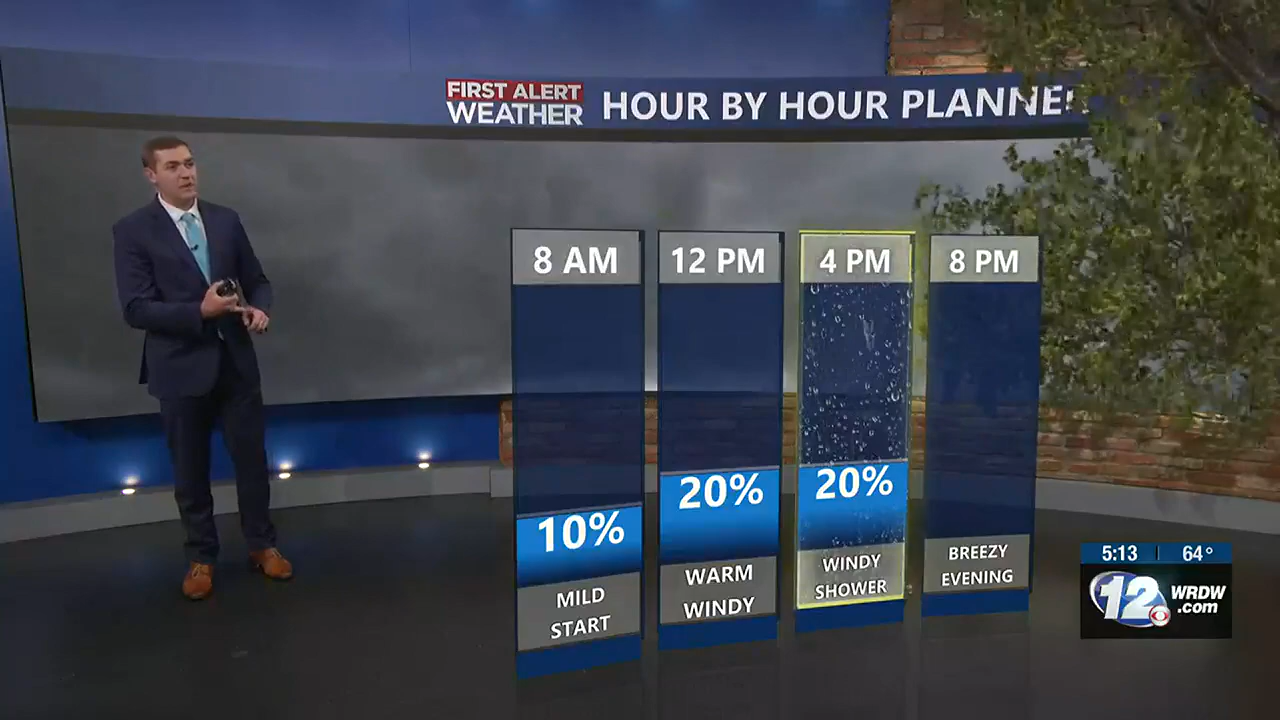 FIRST ALERT
WEATHER
HOUR BY HOUR PLANNER
8 AM
10%
MILD
START
12 PM
20%
WARM
WINDY
4 PM
20%
WINDY
SHOWER
8 PM
BREEZY
EVENING
5:13
64°
12
WRDW
.com